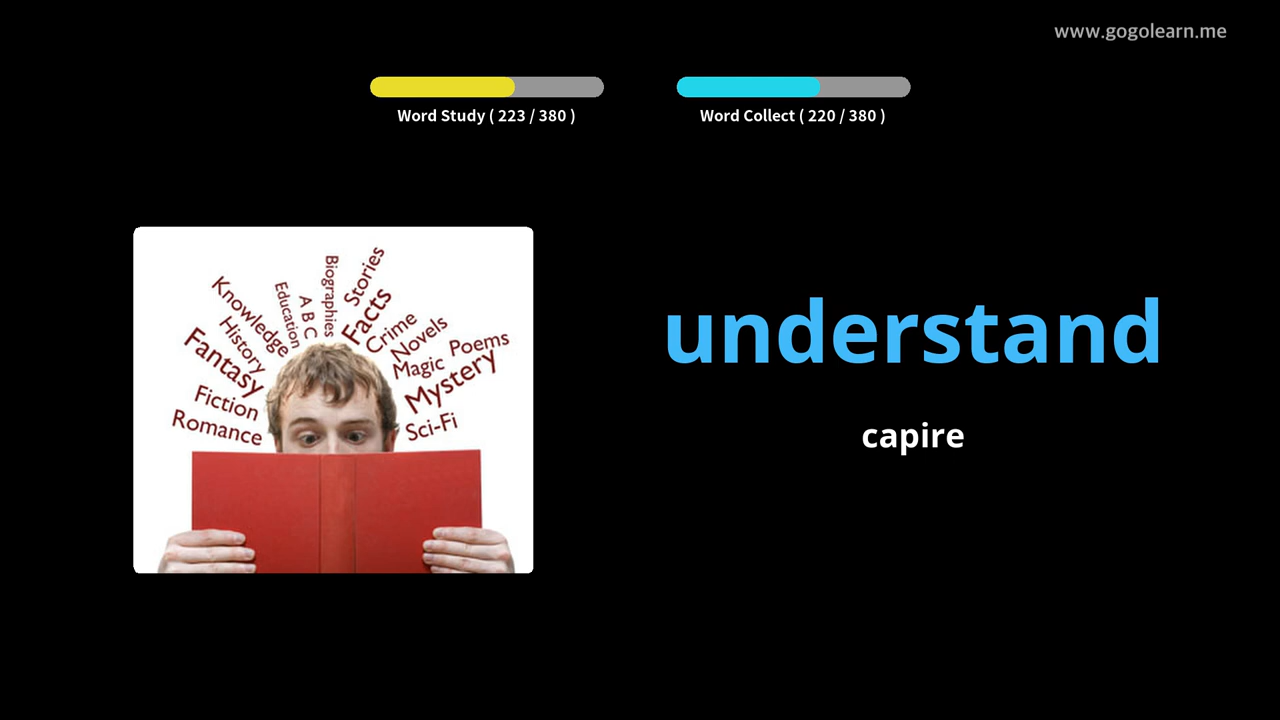 www.gogolearn.me
Word Study ( 223 / 380 )
Word Collect ( 220 / 380 )
Knowledge
History
Fantasy
Fiction
Romance
Education
A B C
Biographies
Stories
Facts
Crime
Novels
Magic
Poems
Mystery
Sci-Fi
understand
capire